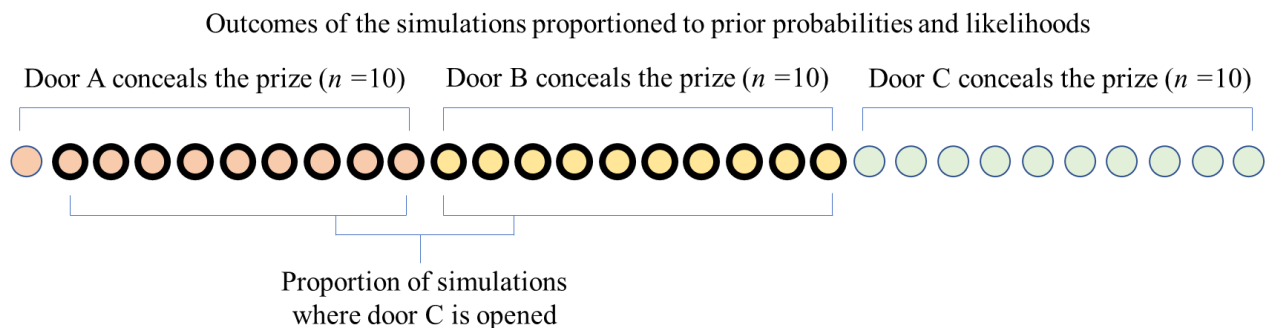 Outcomes of the simulations proportioned to prior probabilities and likelihoods
Door A conceals the prize (n =10)
Door B conceals the prize (n =10)
Door C conceals the prize (n =10)
Proportion of simulations
where door C is opened